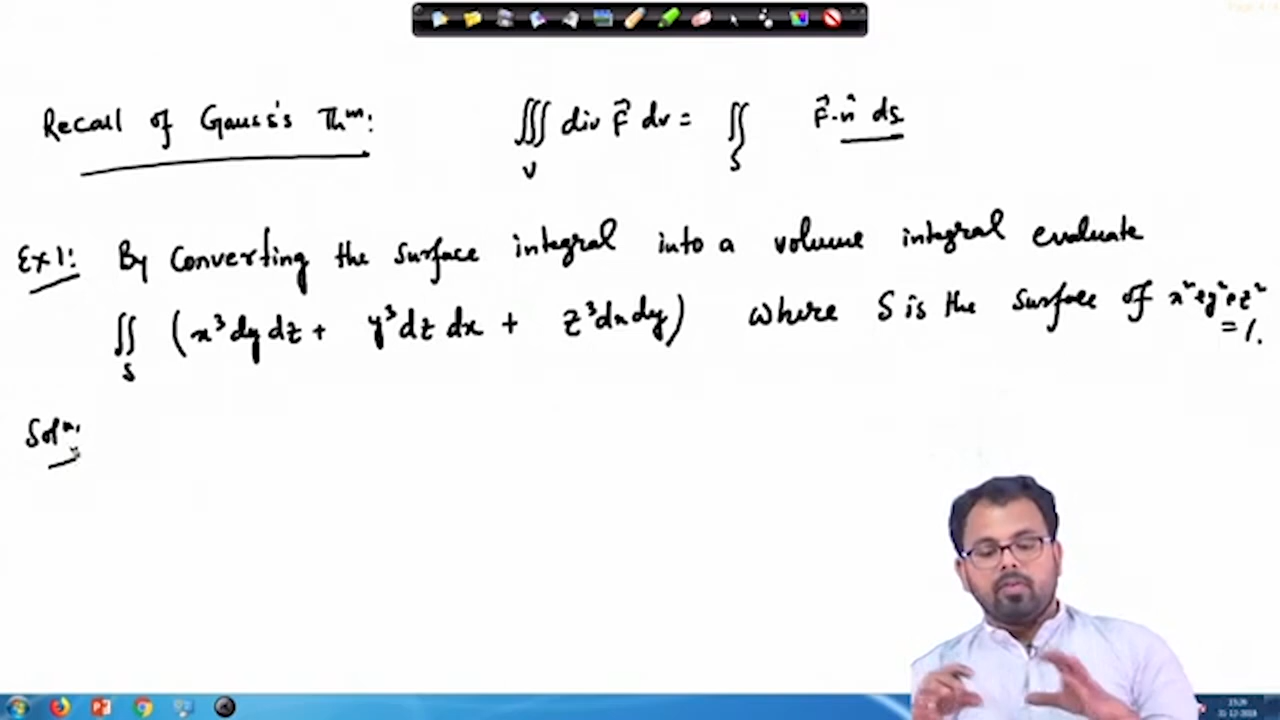 Recall of Gauss's Thm: ∭_V div F⃗ dv = ∬_S F⃗·n̂ ds
Ex1: By converting the surface integral into a volume integral evaluate
∬_S (x³dydz + y³dzdx + z³dxdy) where S is the surface of x²+y²+z²
=1.
Soln.